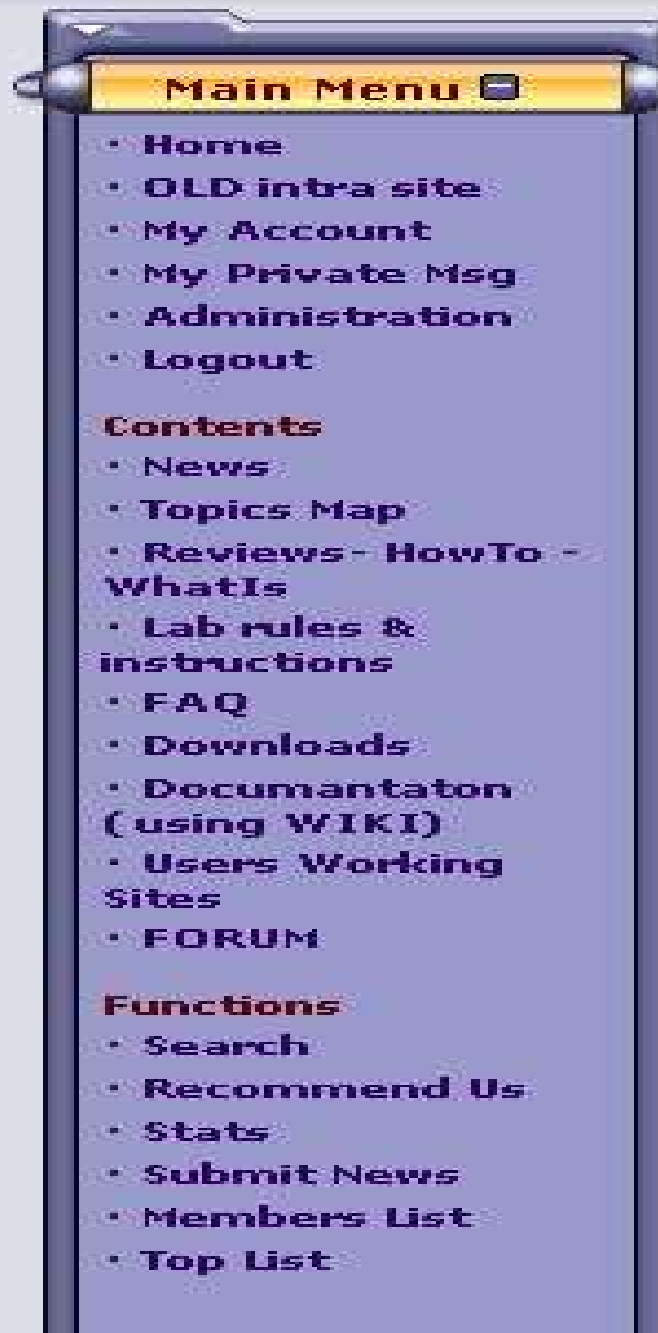 Main Menu
· Home
· OLD intra site
· My Account
· My Private Msg
· Administration
· Logout
Contents
· News
· Topics Map
· Reviews- HowTo -
WhatIs
· Lab rules &
instructions
· FAQ
· Downloads
· Documantaton
(using WIKI)
· Users Working
Sites
· FORUM
Functions
· Search
· Recommend Us
· Stats
· Submit News
· Members List
· Top List